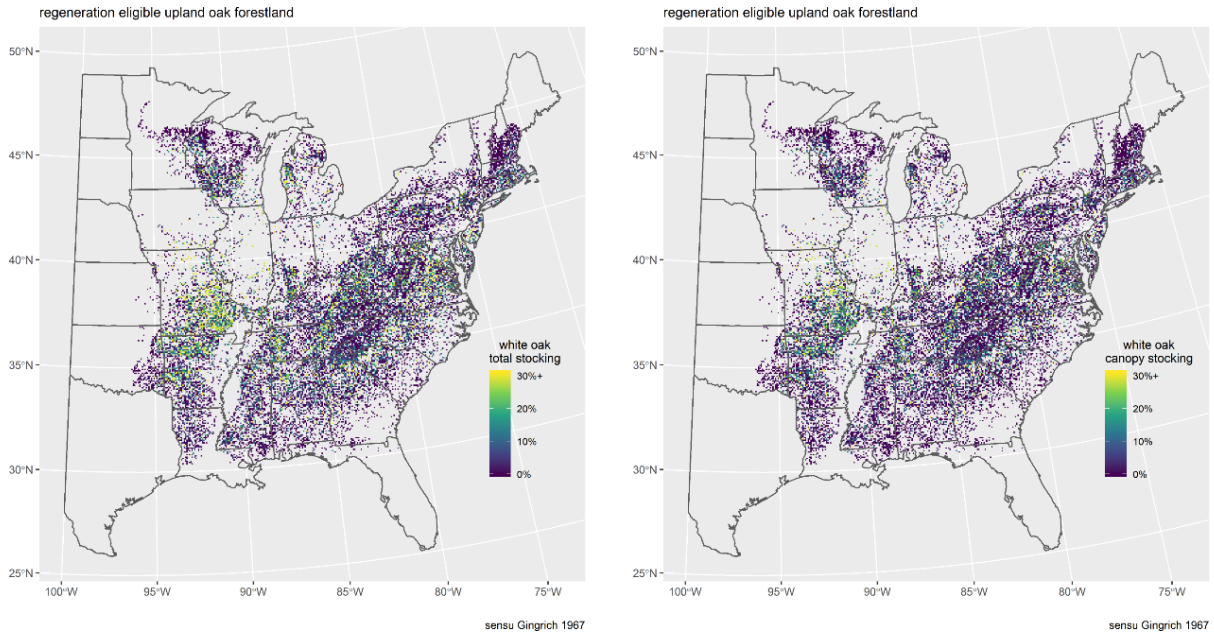 regeneration eligible upland oak forestland
50°N
45°N
40°N
35°N
30°N
25°N
100°W
95°W
90°W
85°W
80°W
75°W
white oak
total stocking
30%+
20%
10%
0%
sensu Gingrich 1967
regeneration eligible upland oak forestland
50°N
45°N
40°N
35°N
30°N
25°N
100°W
95°W
90°W
85°W
80°W
75°W
white oak
canopy stocking
30%+
20%
10%
0%
sensu Gingrich 1967